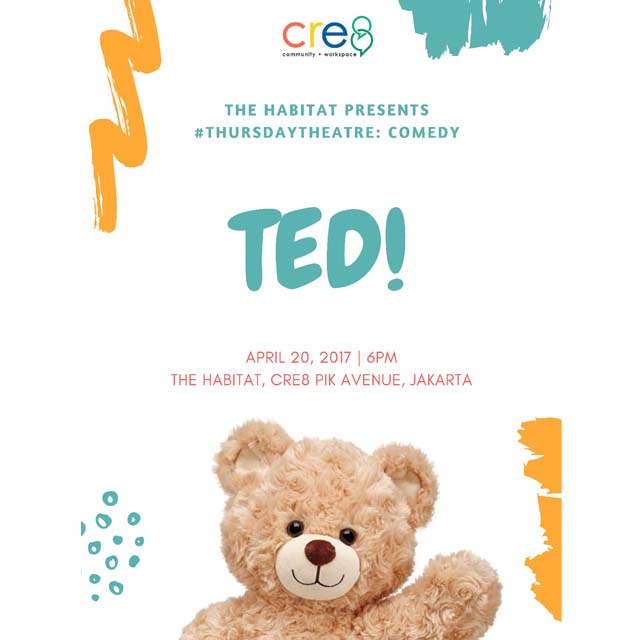 cre8
community + workspace
THE HABITAT PRESENTS
#THURSDAYTHEATRE: COMEDY
TED!
APRIL 20, 2017 | 6PM
THE HABITAT, CRE8 PIK AVENUE, JAKARTA